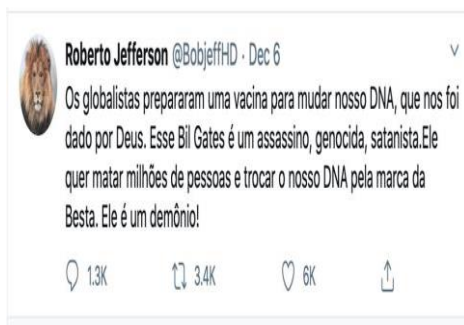 Roberto Jefferson @BobjeffHD · Dec 6
Os globalistas prepararam uma vacina para mudar nosso DNA, que nos foi
dado por Deus. Esse Bil Gates é um assassino, genocida, satanista.Ele
quer matar milhões de pessoas e trocar o nosso DNA pela marca da
Besta. Ele é um demônio!
1.3K 3.4K 6K